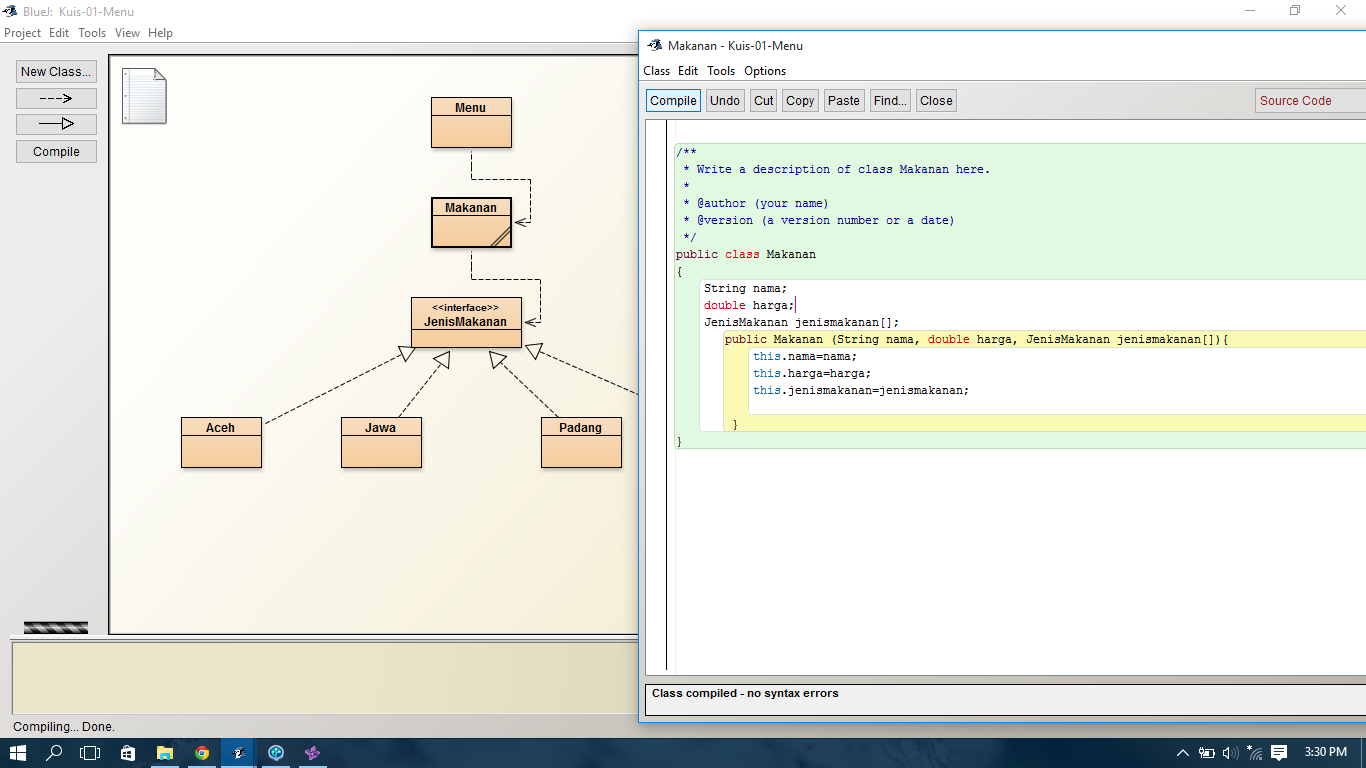 BlueJ: Kuis-01-Menu
Project Edit Tools View Help
New Class...
Compile
Menu
Makanan
<<interface>>
JenisMakanan
Aceh
Jawa
Padang
Compiling... Done.
Makanan - Kuis-01-Menu
Class Edit Tools Options
Compile Undo Cut Copy Paste Find... Close Source Code
/**
 * Write a description of class Makanan here.
 *
 * @author (your name)
 * @version (a version number or a date)
 */
public class Makanan
{
    String nama;
    double harga;
    JenisMakanan jenismakanan[];
       public Makanan (String nama, double harga, JenisMakanan jenismakanan[]){
           this.nama=nama;
           this.harga=harga;
           this.jenismakanan=jenismakanan;
        }
}
Class compiled - no syntax errors
3:30 PM